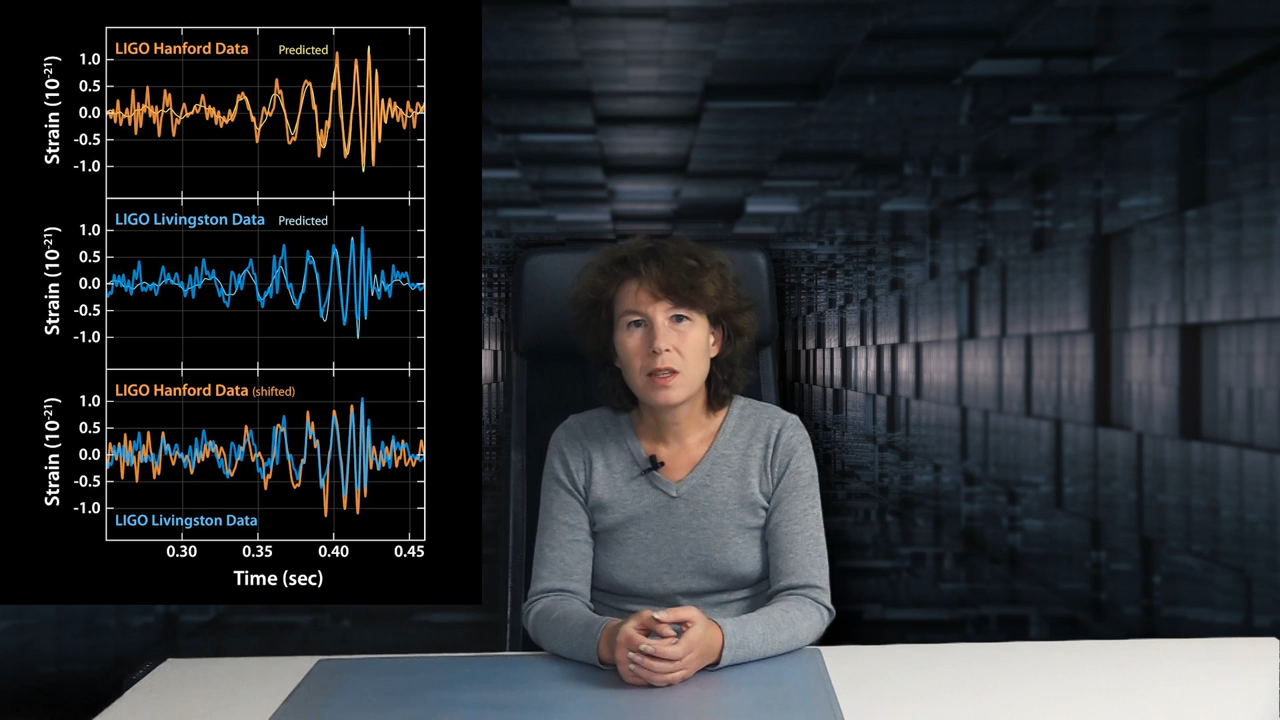 LIGO Hanford Data Predicted
1.0
0.5
0.0
-0.5
-1.0
Strain (10-21)
LIGO Livingston Data Predicted
1.0
0.5
0.0
-0.5
-1.0
Strain (10-21)
LIGO Hanford Data (shifted)
1.0
0.5
0.0
-0.5
-1.0
Strain (10-21)
LIGO Livingston Data
0.30 0.35 0.40 0.45
Time (sec)